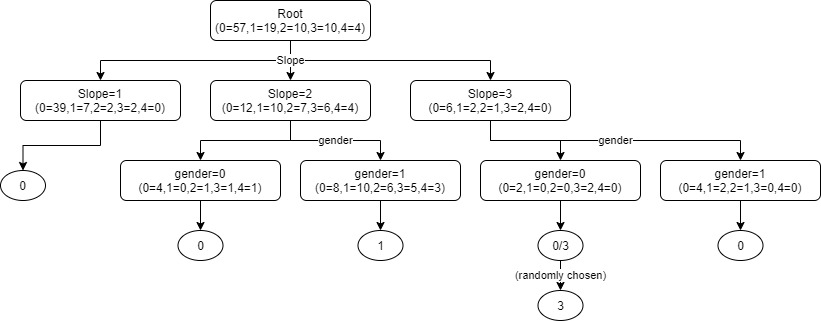 Root
(0=57,1=19,2=10,3=10,4=4)
Slope
Slope=1
(0=39,1=7,2=2,3=2,4=0)
Slope=2
(0=12,1=10,2=7,3=6,4=4)
Slope=3
(0=6,1=2,2=1,3=2,4=0)
gender
gender
gender=0
(0=4,1=0,2=1,3=1,4=1)
gender=1
(0=8,1=10,2=6,3=5,4=3)
gender=0
(0=2,1=0,2=0,3=2,4=0)
gender=1
(0=4,1=2,2=1,3=0,4=0)
0
0
1
0/3
0
(randomly chosen)
3